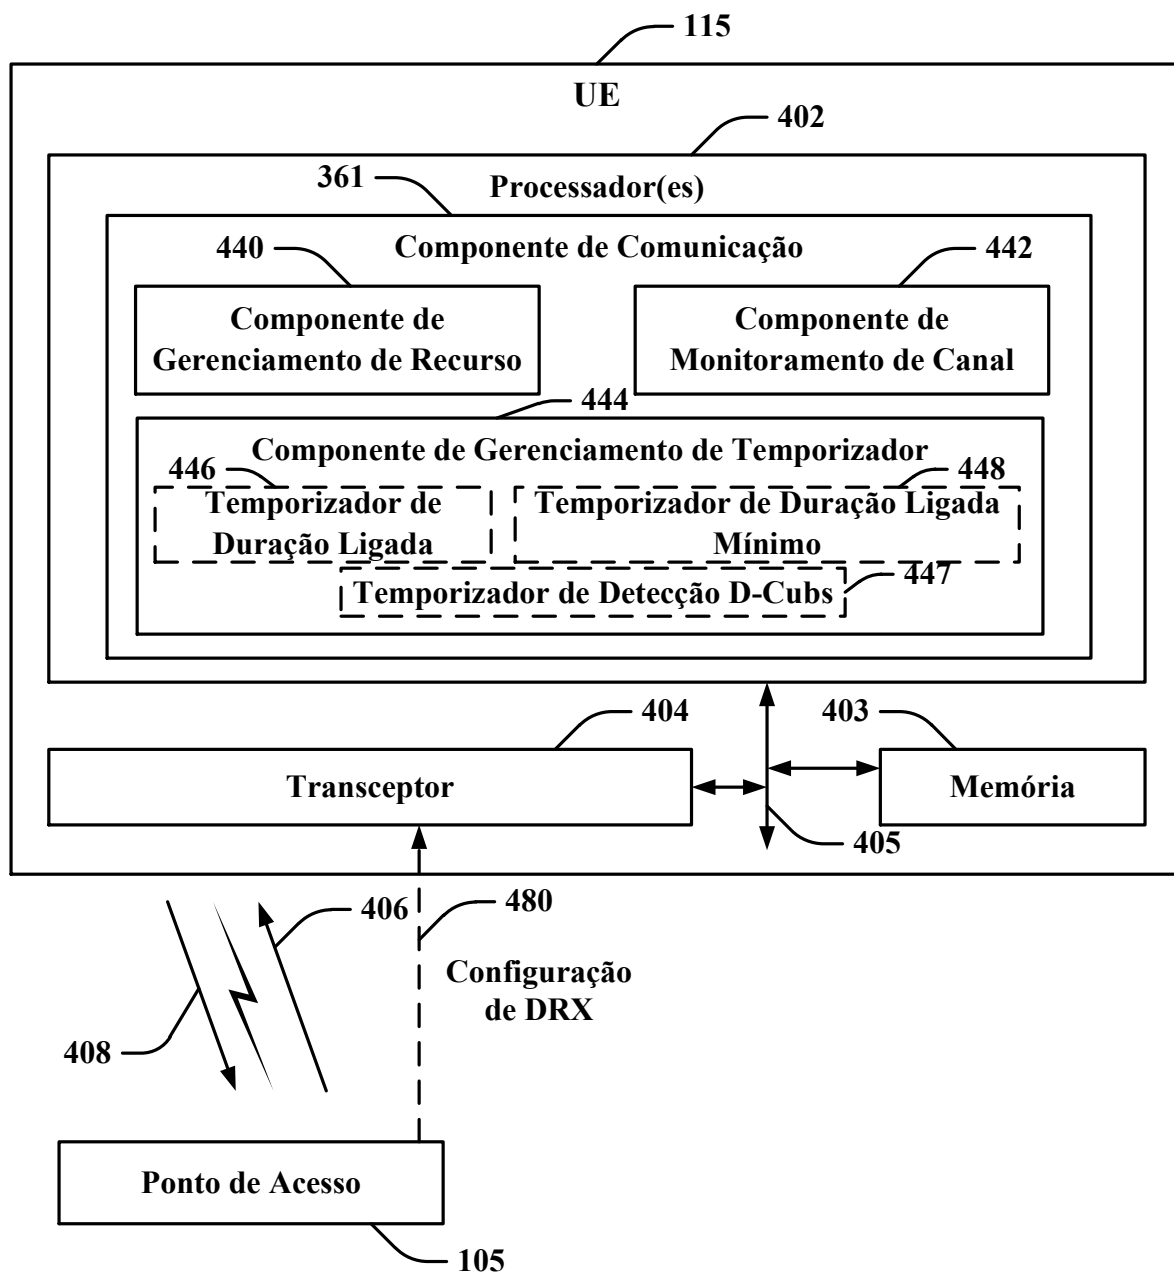 115
UE
402
Processador(es)
361
Componente de Comunicação
440
442
Componente de
Gerenciamento de Recurso
Componente de
Monitoramento de Canal
444
Componente de Gerenciamento de Temporizador
446
448
Temporizador de
Duração Ligada
Temporizador de Duração Ligada
Mínimo
447
Temporizador de Detecção D-Cubs
404
403
Transceptor
Memória
405
406
480
Configuração
de DRX
408
Ponto de Acesso
105